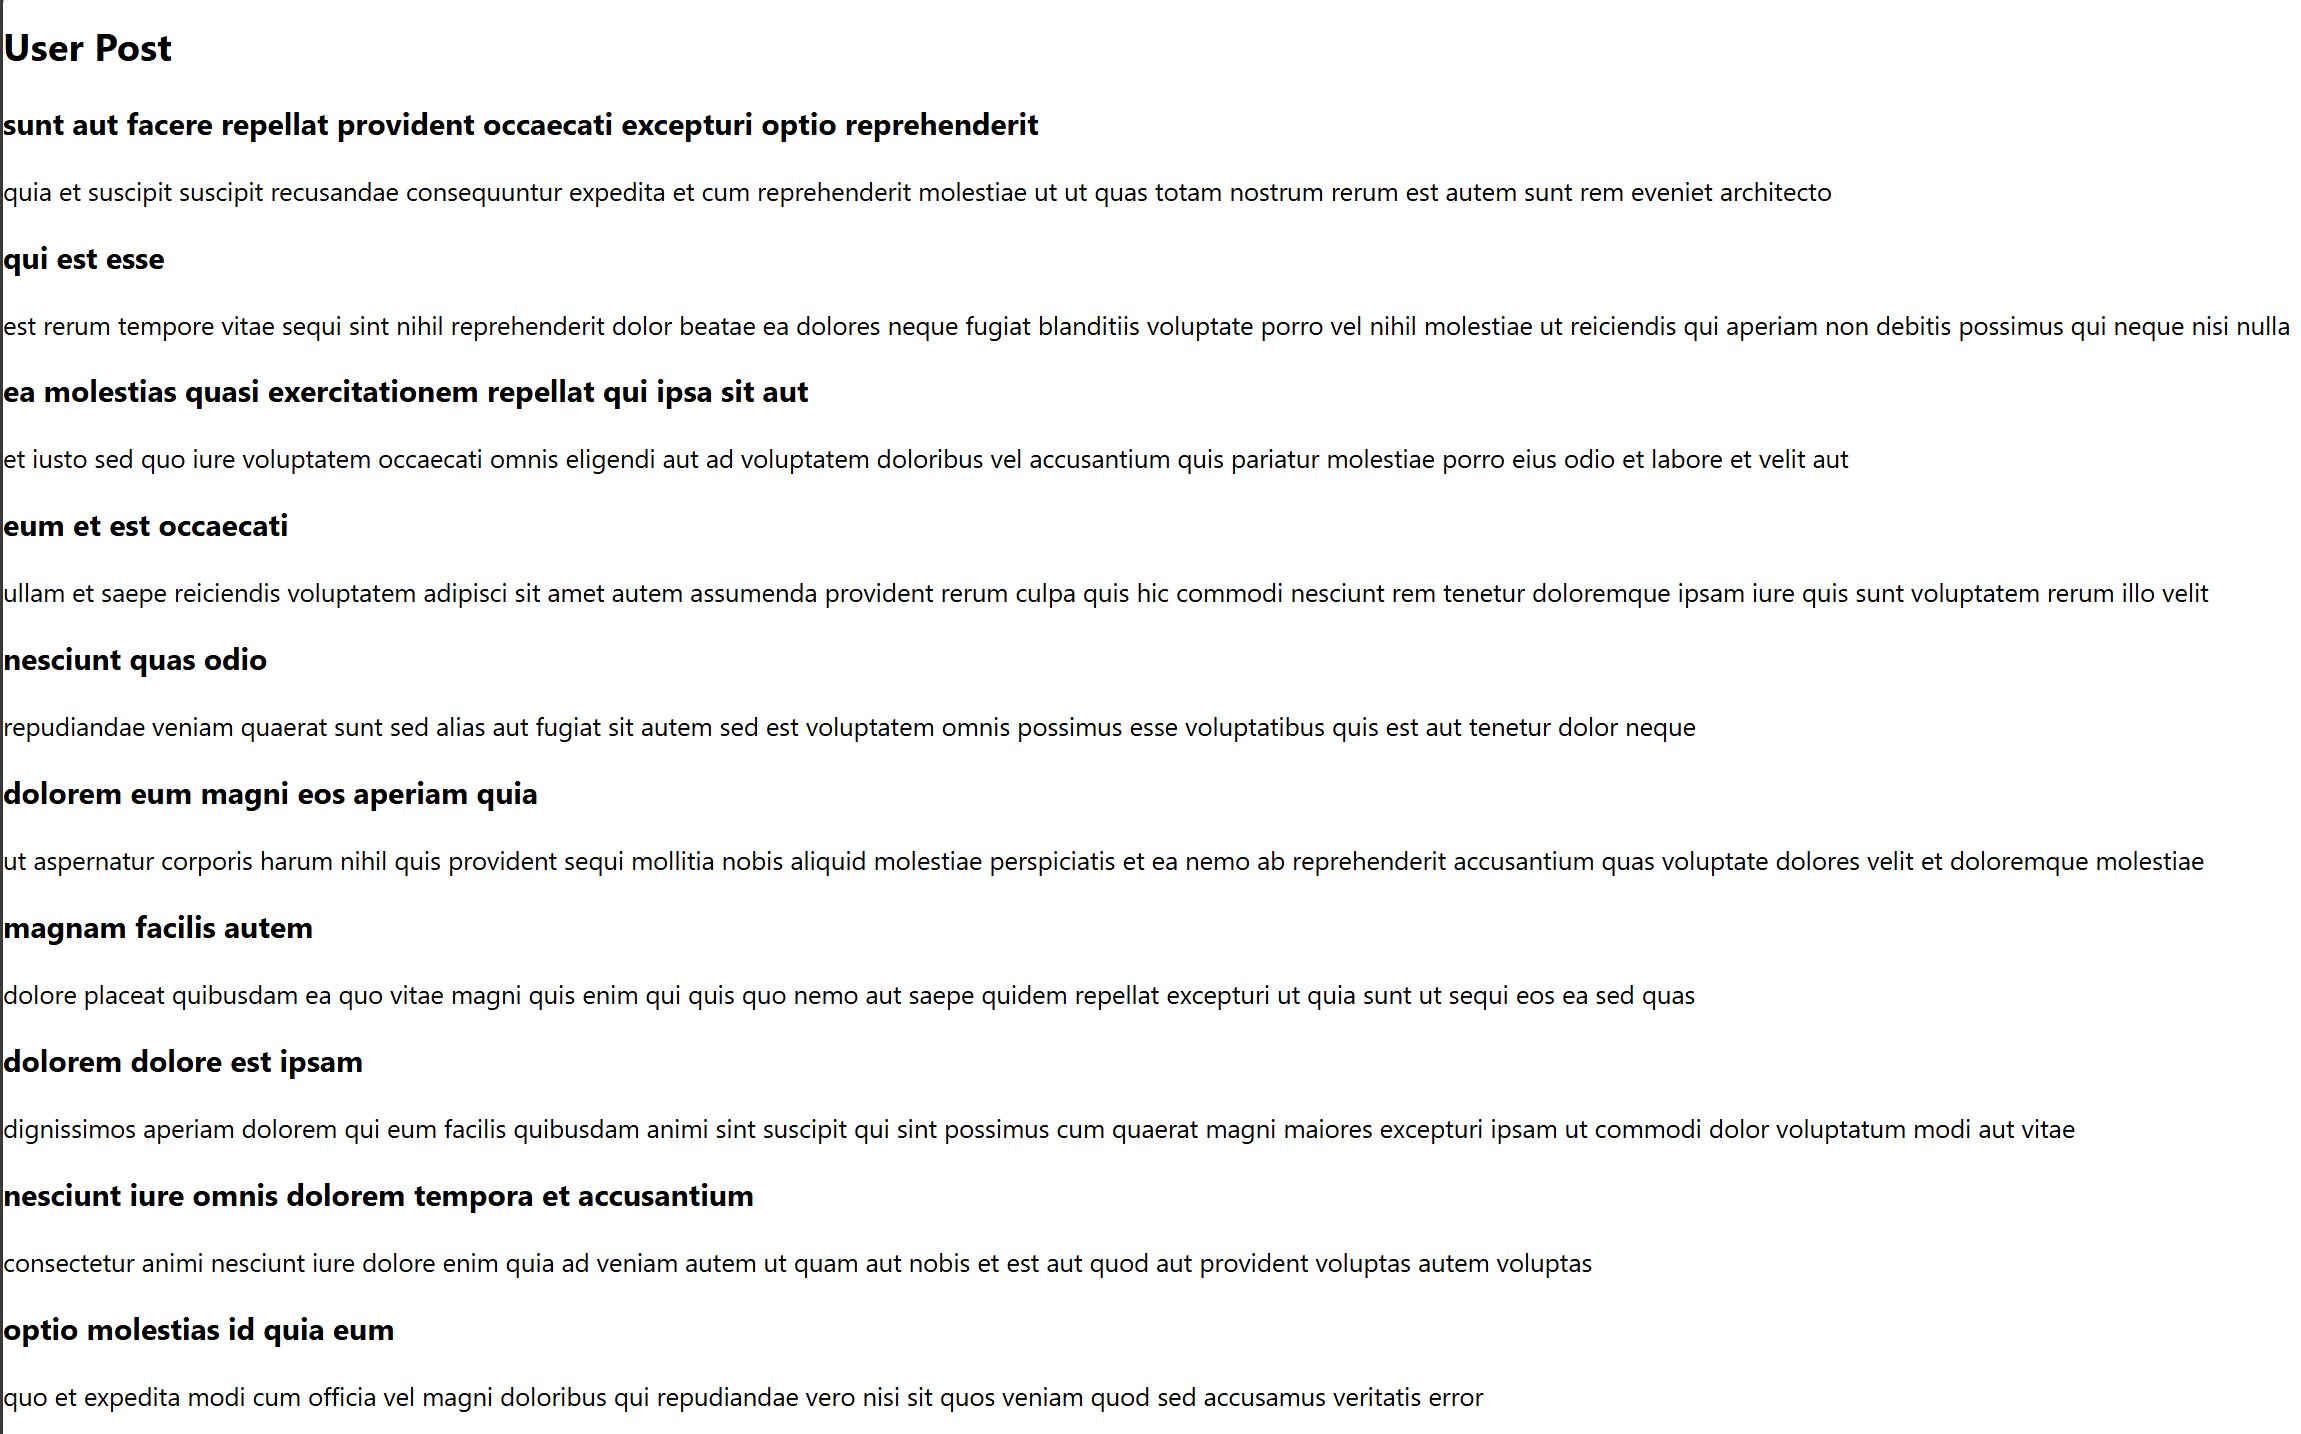 User Post
sunt aut facere repellat provident occaecati excepturi optio reprehenderit
quia et suscipit suscipit recusandae consequuntur expedita et cum reprehenderit molestiae ut ut quas totam nostrum rerum est autem sunt rem eveniet architecto
qui est esse
est rerum tempore vitae sequi sint nihil reprehenderit dolor beatae ea dolores neque fugiat blanditiis voluptate porro vel nihil molestiae ut reiciendis qui aperiam non debitis possimus qui neque nisi nulla
ea molestias quasi exercitationem repellat qui ipsa sit aut
et iusto sed quo iure voluptatem occaecati omnis eligendi aut ad voluptatem doloribus vel accusantium quis pariatur molestiae porro eius odio et labore et velit aut
eum et est occaecati
ullam et saepe reiciendis voluptatem adipisci sit amet autem assumenda provident rerum culpa quis hic commodi nesciunt rem tenetur doloremque ipsam iure quis sunt voluptatem rerum illo velit
nesciunt quas odio
repudiandae veniam quaerat sunt sed alias aut fugiat sit autem sed est voluptatem omnis possimus esse voluptatibus quis est aut tenetur dolor neque
dolorem eum magni eos aperiam quia
ut aspernatur corporis harum nihil quis provident sequi mollitia nobis aliquid molestiae perspiciatis et ea nemo ab reprehenderit accusantium quas voluptate dolores velit et doloremque molestiae
magnam facilis autem
dolore placeat quibusdam ea quo vitae magni quis enim qui quis quo nemo aut saepe quidem repellat excepturi ut quia sunt ut sequi eos ea sed quas
dolorem dolore est ipsam
dignissimos aperiam dolorem qui eum facilis quibusdam animi sint suscipit qui sint possimus cum quaerat magni maiores excepturi ipsam ut commodi dolor voluptatum modi aut vitae
nesciunt iure omnis dolorem tempora et accusantium
consectetur animi nesciunt iure dolore enim quia ad veniam autem ut quam aut nobis et est aut quod aut provident voluptas autem voluptas
optio molestias id quia eum
quo et expedita modi cum officia vel magni doloribus qui repudiandae vero nisi sit quos veniam quod sed accusamus veritatis error